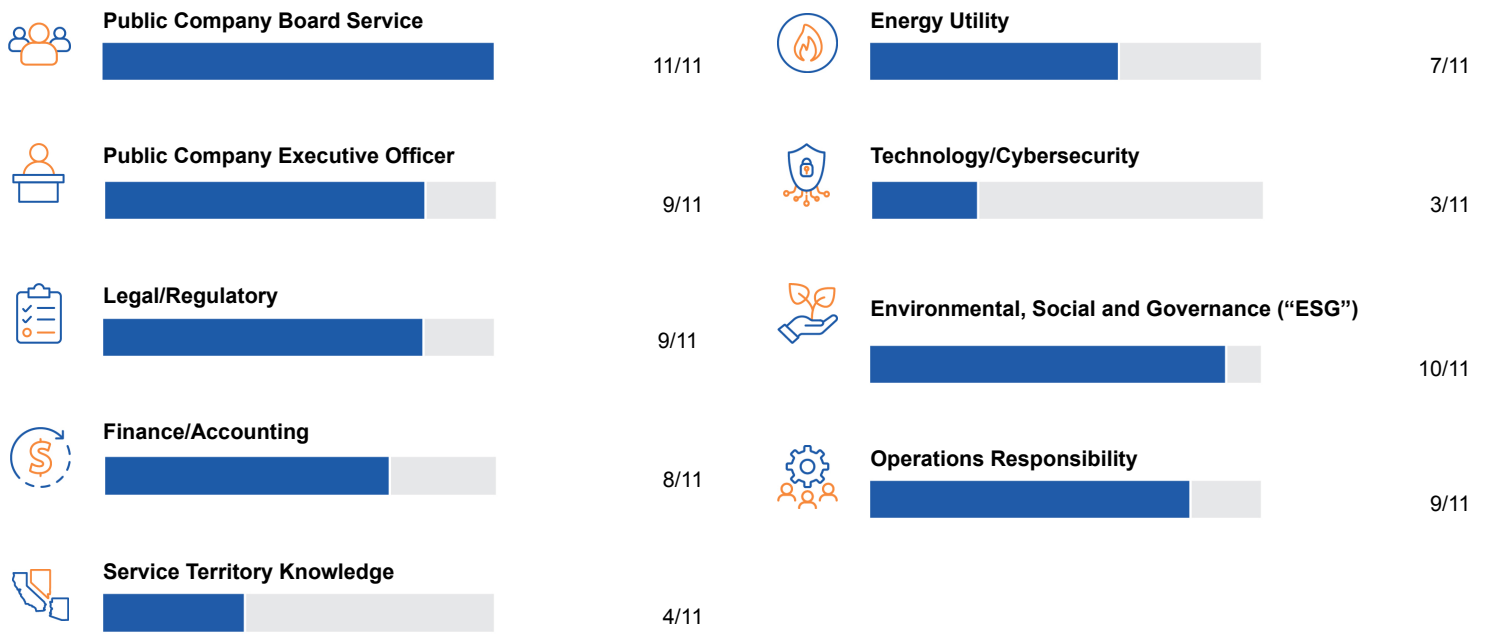 Public Company Board Service
11/11
Public Company Executive Officer
9/11
Legal/Regulatory
9/11
Finance/Accounting
8/11
Service Territory Knowledge
4/11
Energy Utility
7/11
Technology/Cybersecurity
3/11
Environmental, Social and Governance (“ESG”)
10/11
Operations Responsibility
9/11